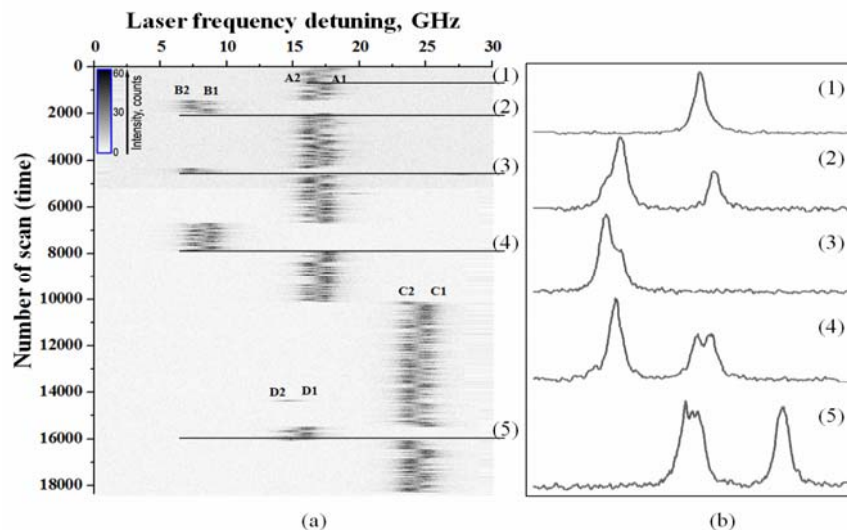 Laser frequency detuning, GHz
0 5 10 15 20 25 30
Number of scan (time)
0
2000
4000
6000
8000
10000
12000
14000
16000
18000
60
30
0
Intensity, counts
B2 B1
A2 A1
C2 C1
D2 D1
(1)
(2)
(3)
(4)
(5)
(a)
(1)
(2)
(3)
(4)
(5)
(b)